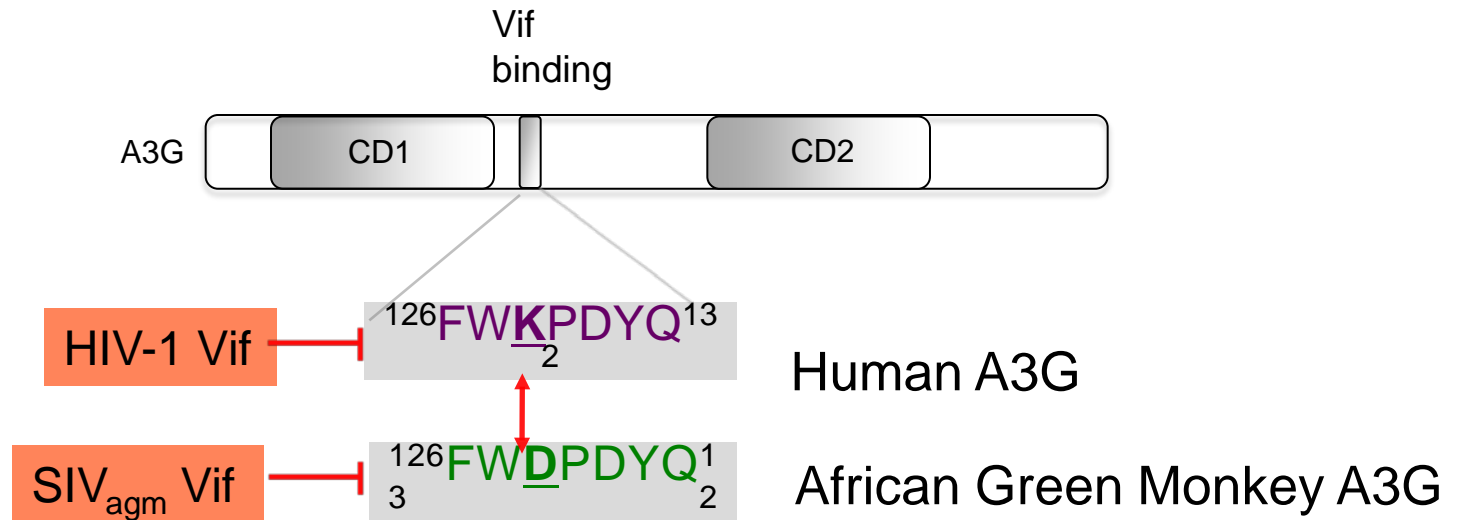 Vif
binding
A3G
CD1
CD2
HIV-1 Vif
126FWKPDYQ13
2
Human A3G
SIVagm Vif
126FWDPDYQ1
3 2
African Green Monkey A3G